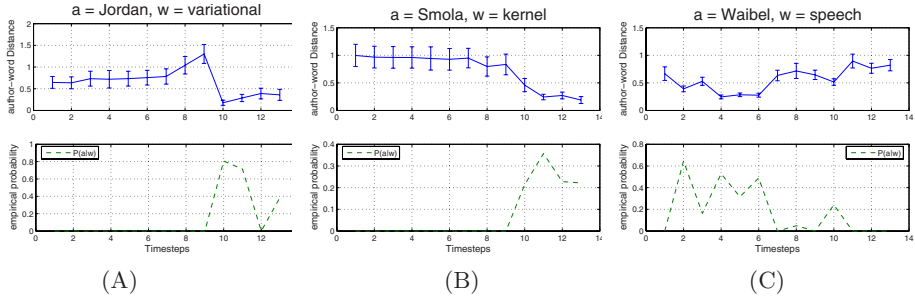 a = Jordan, w = variational
author-word Distance
2
1.5
1
0.5
0
0 2 4 6 8 10 12
empirical probability
1
0.8
0.6
0.4
0.2
0
P(a|w)
0 2 4 6 8 10 12
Timesteps
(A)
a = Smola, w = kernel
author-word Distance
1.5
1
0.5
0
0 2 4 6 8 10 12 14
empirical probability
0.4
0.3
0.2
0.1
0
P(a|w)
0 2 4 6 8 10 12 14
Timesteps
(B)
a = Waibel, w = speech
author-word Distance
1.5
1
0.5
0
0 2 4 6 8 10 12 14
empirical probability
0.8
0.6
0.4
0.2
0
P(a|w)
0 2 4 6 8 10 12 14
Timesteps
(C)